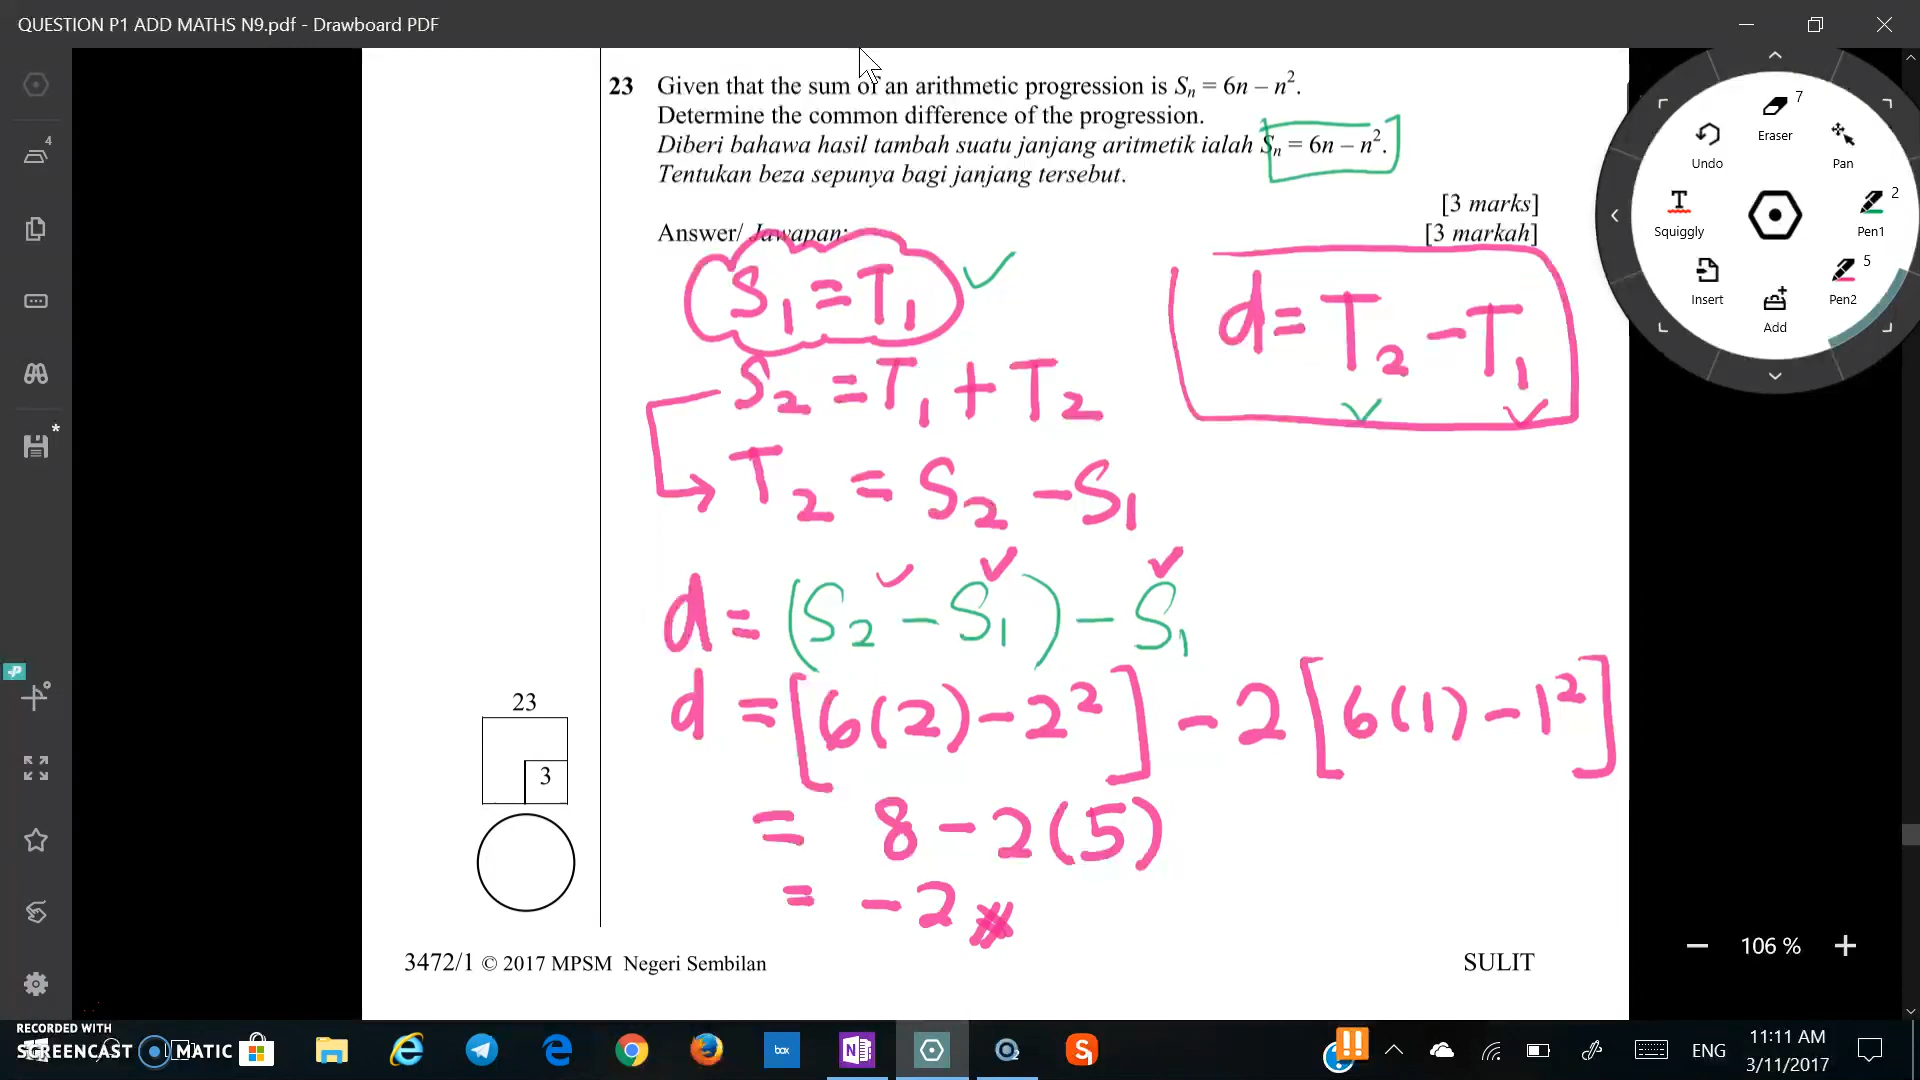 QUESTION P1 ADD MATHS N9.pdf - Drawboard PDF
23 Given that the sum of an arithmetic progression is Sₙ = 6n – n².
Determine the common difference of the progression.
Diberi bahawa hasil tambah suatu janjang aritmetik ialah Sₙ = 6n – n².
Tentukan beza sepunya bagi janjang tersebut.
[3 marks]
Answer/ Jawapan: [3 markah]
S₁ = T₁
d = T₂ - T₁
S₂ = T₁ + T₂
T₂ = S₂ - S₁
d = (S₂ - S₁) - S₁
d = [6(2) - 2²] - 2[6(1) - 1²]
= 8 - 2(5)
= -2
23
3
3472/1 © 2017 MPSM Negeri Sembilan
SULIT
7
Eraser
Undo
Pan
T
Squiggly
2
Pen1
Insert
5
Pen2
Add
4
*
P
106 %
RECORDED WITH
SCREENCAST MATIC
box
N
S
!!
ENG
11:11 AM
3/11/2017